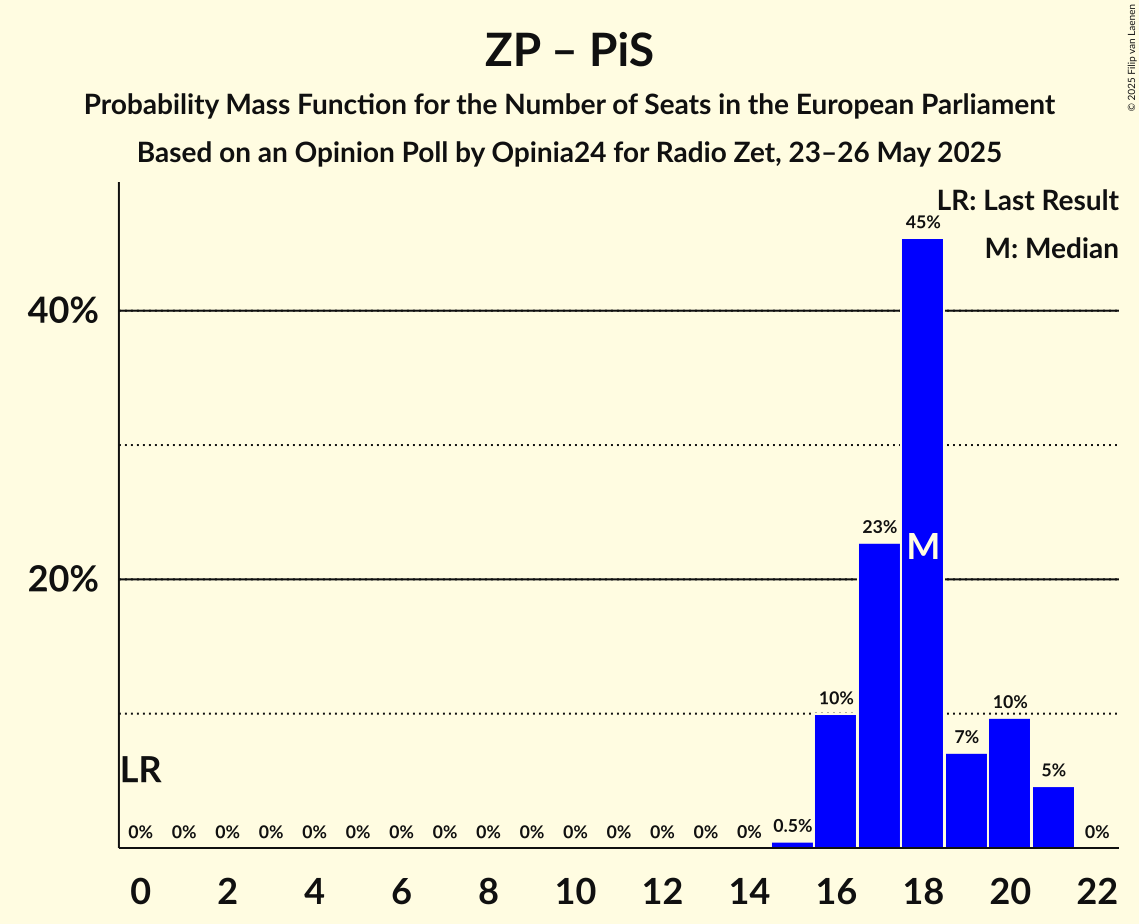 ZP – PiS
Probability Mass Function for the Number of Seats in the European Parliament
Based on an Opinion Poll by Opinia24 for Radio Zet, 23–26 May 2025
© 2025 Filip van Laenen
LR: Last Result
M: Median
45%
40%
23%
M
20%
10%
10%
7%
5%
LR
0% 0% 0% 0% 0% 0% 0% 0% 0% 0% 0% 0% 0% 0% 0% 0.5% 0%
0 2 4 6 8 10 12 14 16 18 20 22